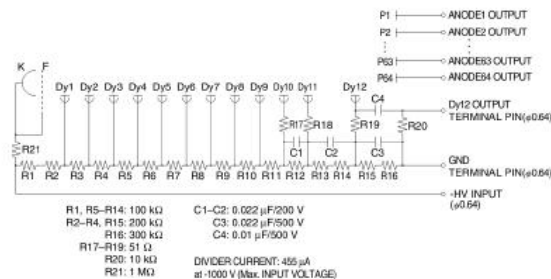 P1 ANODE1 OUTPUT
P2 ANODE2 OUTPUT
P63 ANODE63 OUTPUT
P64 ANODE64 OUTPUT
K F Dy1 Dy2 Dy3 Dy4 Dy5 Dy6 Dy7 Dy8 Dy9 Dy10 Dy11 Dy12
C4
Dy12 OUTPUT
TERMINAL PIN(ø0.64)
R17 R18 R19 R20
R21
C1 C2 C3
GND
TERMINAL PIN(ø0.64)
R1 R2 R3 R4 R5 R6 R7 R8 R9 R10 R11 R12 R13 R14 R15 R16
-HV INPUT
(ø0.64)
R1, R5–R14: 100 kΩ
R2–R4, R15: 200 kΩ
R16: 300 kΩ
R17–R19: 51 Ω
R20: 10 kΩ
R21: 1 MΩ
C1–C2: 0.022 µF/200 V
C3: 0.022 µF/500 V
C4: 0.01 µF/500 V
DIVIDER CURRENT: 455 µA
at -1000 V (Max. INPUT VOLTAGE)